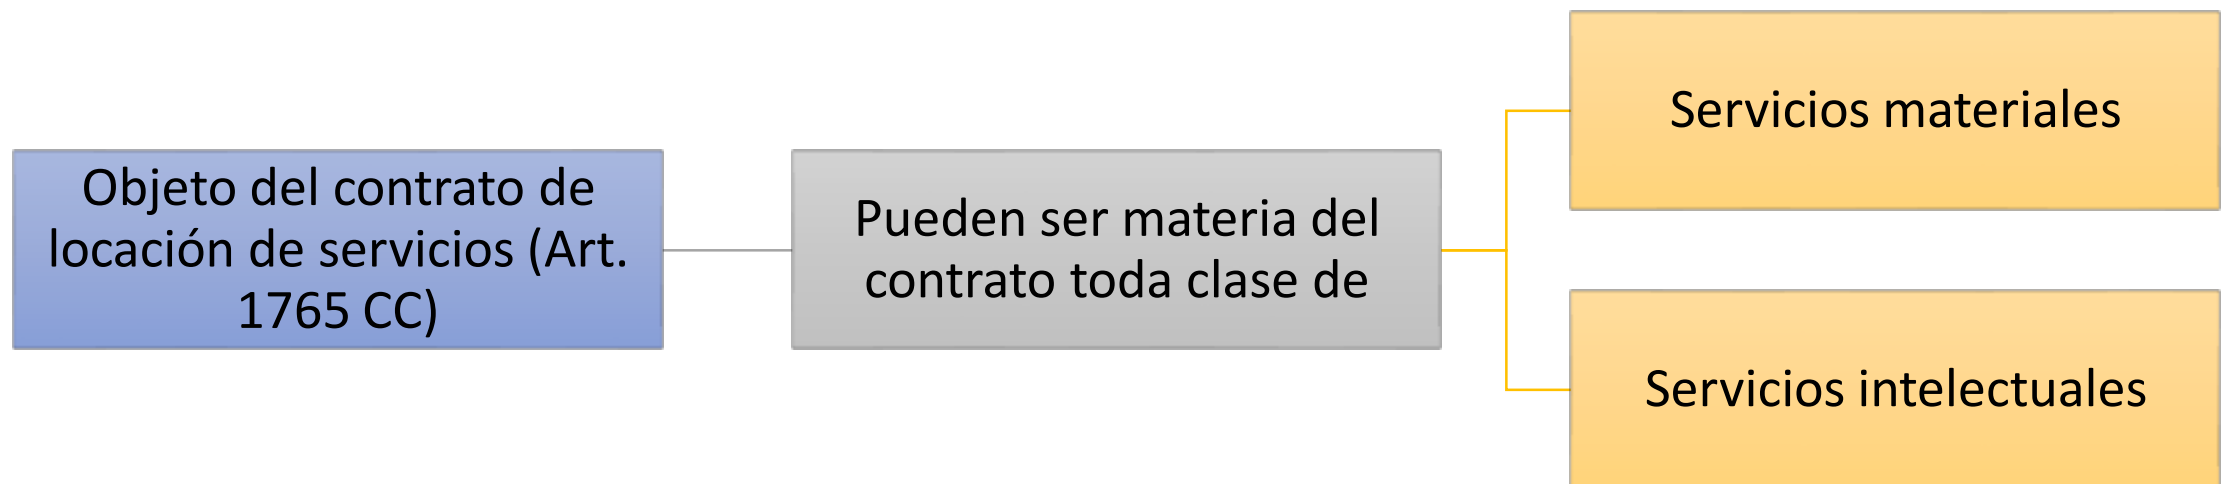 Objeto del contrato de
locación de servicios (Art.
1765 CC)
Pueden ser materia del
contrato toda clase de
Servicios materiales
Servicios intelectuales